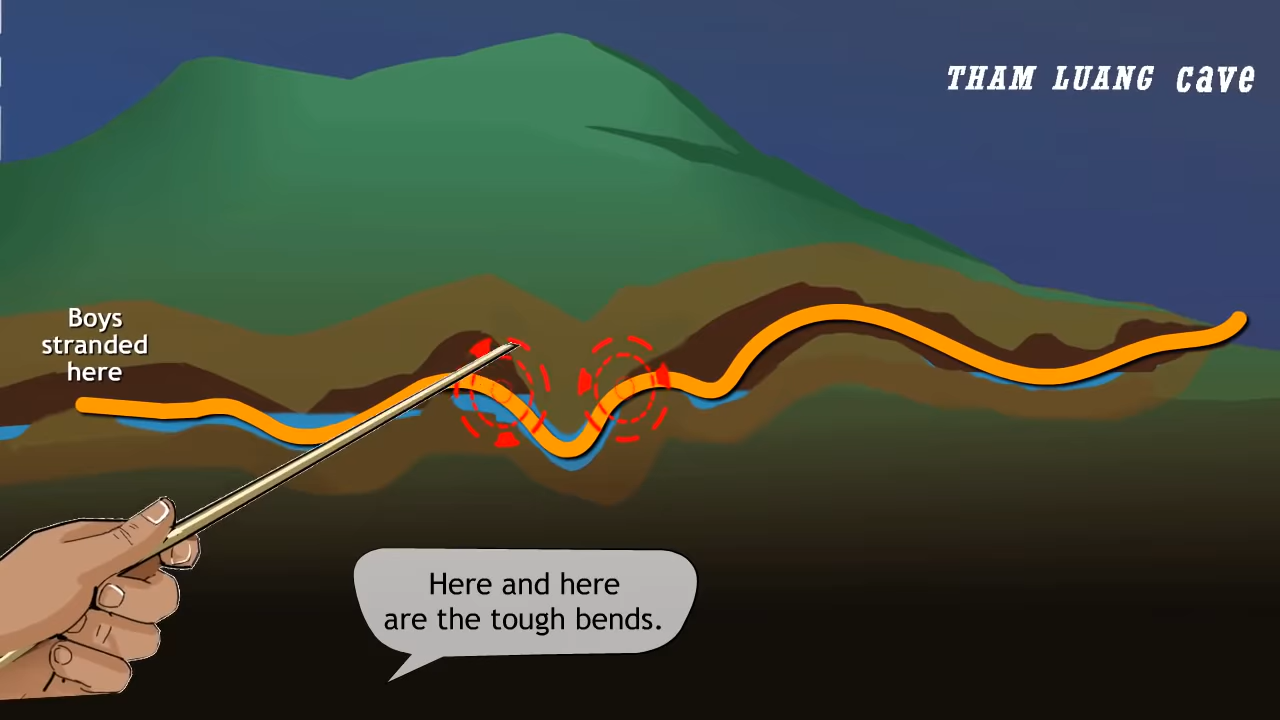 THAM LUANG cave
Boys
stranded
here
Here and here
are the tough bends.